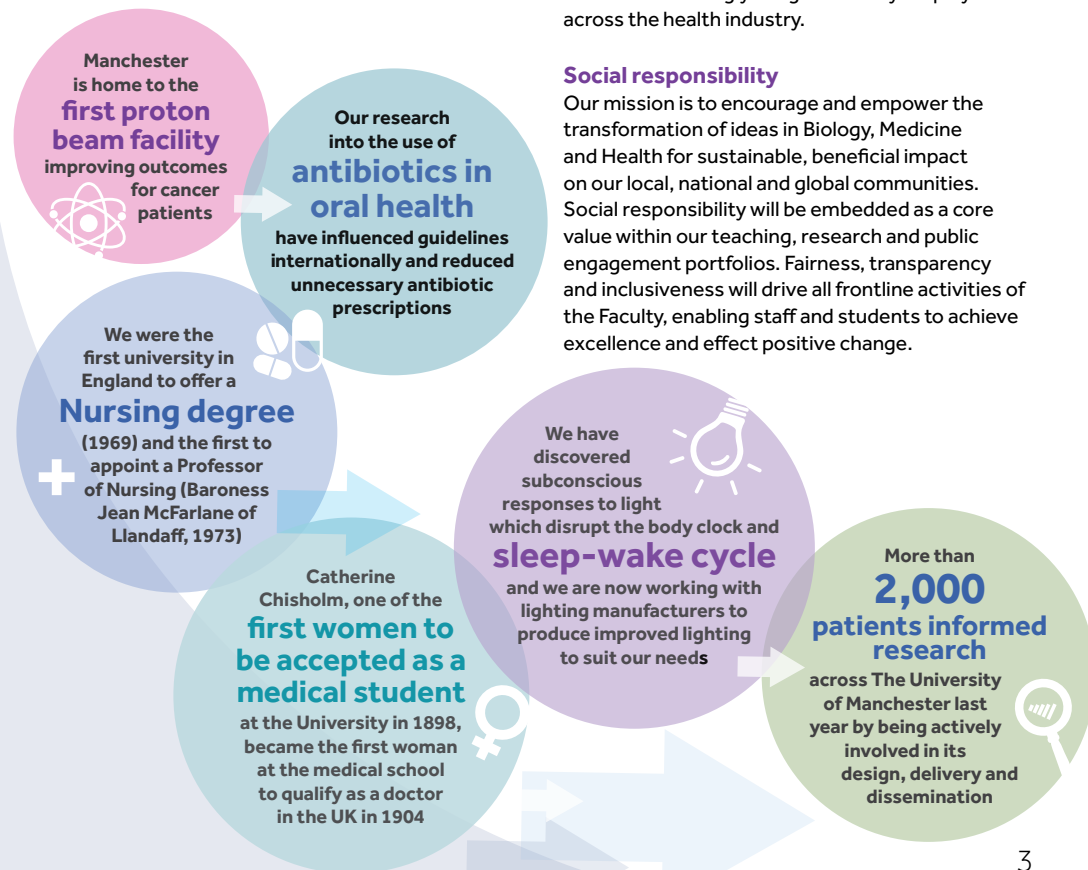 across the health industry.
Social responsibility
Our mission is to encourage and empower the
transformation of ideas in Biology, Medicine
and Health for sustainable, beneficial impact
on our local, national and global communities.
Social responsibility will be embedded as a core
value within our teaching, research and public
engagement portfolios. Fairness, transparency
and inclusiveness will drive all frontline activities of
the Faculty, enabling staff and students to achieve
excellence and effect positive change.
Manchester
is home to the
first proton
beam facility
improving outcomes
for cancer
patients
Our research
into the use of
antibiotics in
oral health
have influenced guidelines
internationally and reduced
unnecessary antibiotic
prescriptions
We were the
first university in
England to offer a
Nursing degree
(1969) and the first to
appoint a Professor
of Nursing (Baroness
Jean McFarlane of
Llandaff, 1973)
Catherine
Chisholm, one of the
first women to
be accepted as a
medical student
at the University in 1898,
became the first woman
at the medical school
to qualify as a doctor
in the UK in 1904
We have
discovered
subconscious
responses to light
which disrupt the body clock and
sleep-wake cycle
and we are now working with
lighting manufacturers to
produce improved lighting
to suit our needs
More than
2,000
patients informed
research
across The University
of Manchester last
year by being actively
involved in its
design, delivery and
dissemination
3